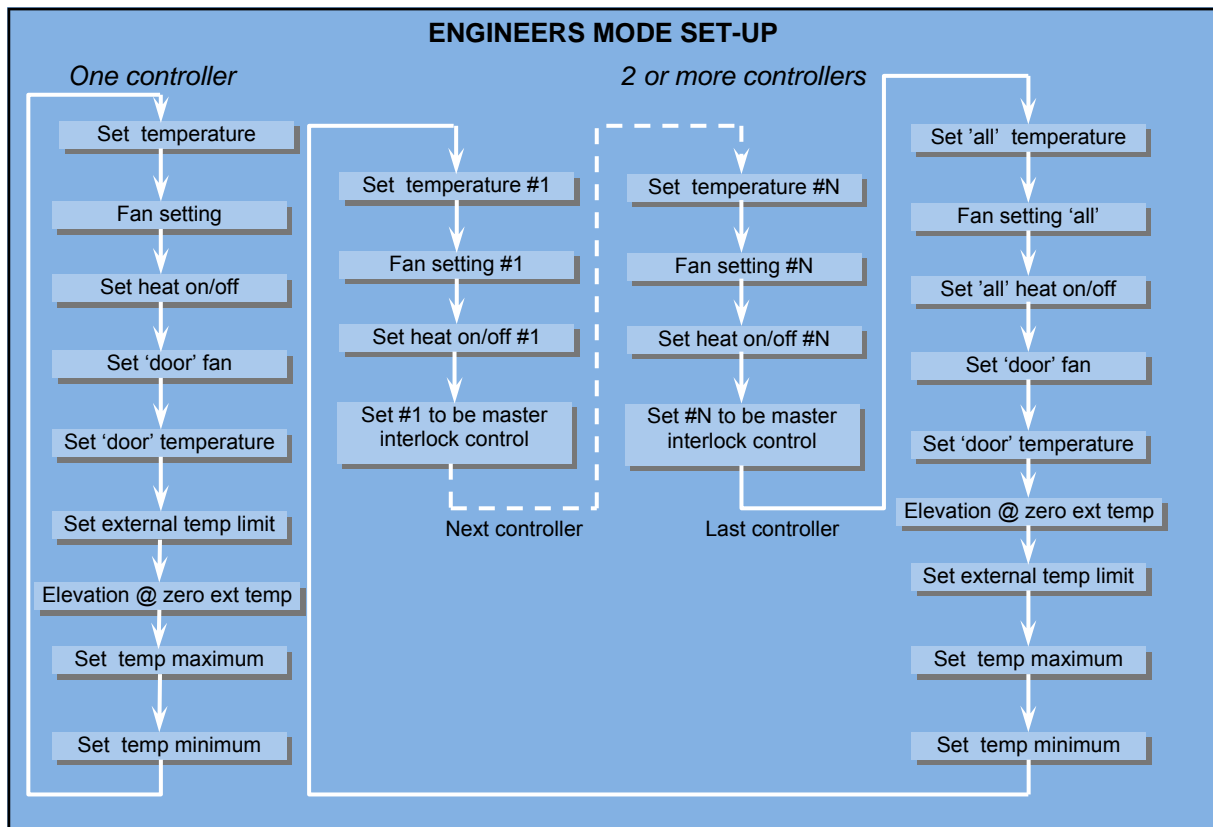 ENGINEERS MODE SET-UP
One controller
Set temperature
Fan setting
Set heat on/off
Set ‘door’ fan
Set ‘door’ temperature
Set external temp limit
Elevation @ zero ext temp
Set temp maximum
Set temp minimum
2 or more controllers
Set temperature #1
Fan setting #1
Set heat on/off #1
Set #1 to be master
interlock control
Next controller
Set temperature #N
Fan setting #N
Set heat on/off #N
Set #N to be master
interlock control
Last controller
Set ’all’ temperature
Fan setting ‘all’
Set ’all’ heat on/off
Set ‘door’ fan
Set ‘door’ temperature
Elevation @ zero ext temp
Set external temp limit
Set temp maximum
Set temp minimum